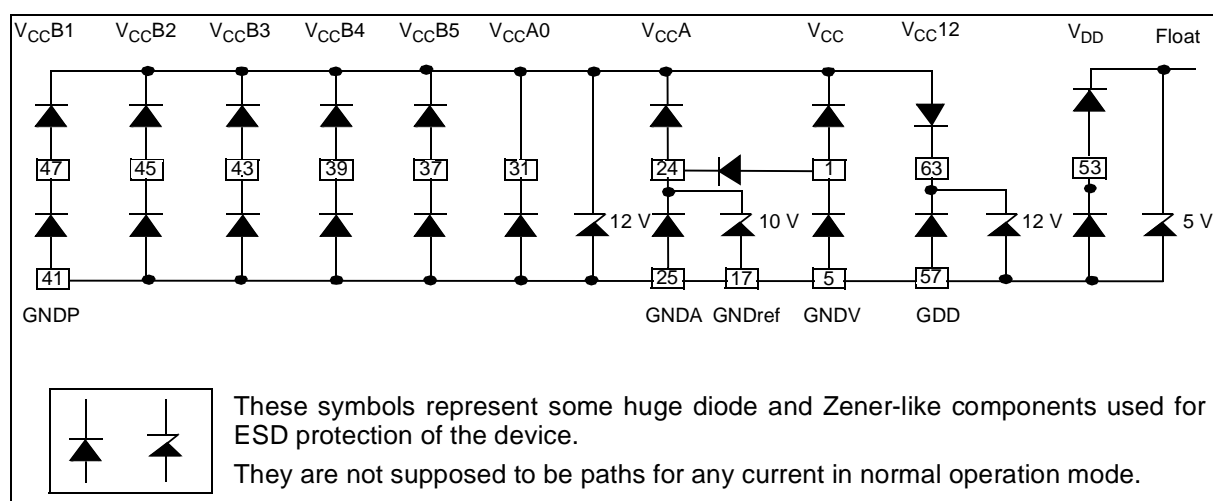 VCCB1 VCCB2 VCCB3 VCCB4 VCCB5 VCCA0 VCCA VCC VCC12 VDD Float
47 45 43 39 37 31 24 1 63 53
12 V 10 V 12 V 5 V
41 25 17 5 57
GNDP GNDA GNDref GNDV GDD
These symbols represent some huge diode and Zener-like components used for
ESD protection of the device.
They are not supposed to be paths for any current in normal operation mode.